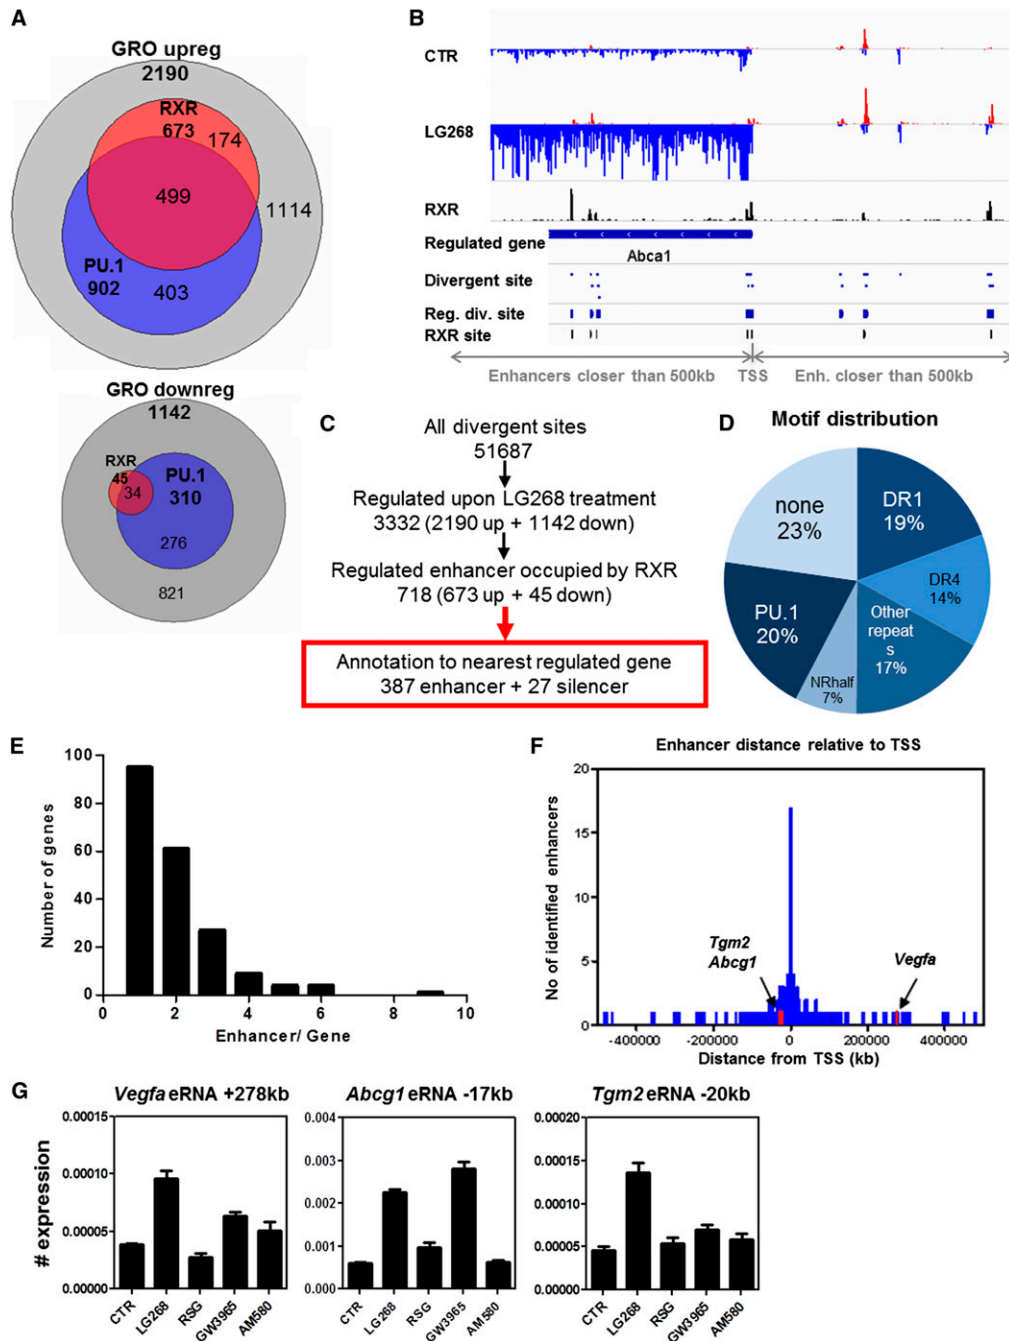 A
GRO upreg
2190
RXR
673
174
499
1114
PU.1
902
403
GRO downreg
1142
RXR
45
34
PU.1
310
276
821
B
CTR
LG268
RXR
Regulated gene
Abca1
Divergent site
Reg. div. site
RXR site
Enhancers closer than 500kb
TSS
Enh. closer than 500kb
C
All divergent sites
51687
Regulated upon LG268 treatment
3332 (2190 up + 1142 down)
Regulated enhancer occupied by RXR
718 (673 up + 45 down)
Annotation to nearest regulated gene
387 enhancer + 27 silencer
D
Motif distribution
none
23%
DR1
19%
DR4
14%
Other
repeat
s
17%
NRhalf
7%
PU.1
20%
E
Number of genes
100
80
60
40
20
0
0
2
4
6
8
10
Enhancer/ Gene
F
Enhancer distance relative to TSS
No of identified enhancers
20
15
10
5
0
Tgm2
Abcg1
Vegfa
-400000
-200000
0
200000
400000
Distance from TSS (kb)
G
# expression
Vegfa eRNA +278kb
0.00015
0.00010
0.00005
0.00000
CTR
LG268
RSG
GW3965
AM580
Abcg1 eRNA -17kb
0.004
0.003
0.002
0.001
0.000
CTR
LG268
RSG
GW3965
AM580
Tgm2 eRNA -20kb
0.00020
0.00015
0.00010
0.00005
0.00000
CTR
LG268
RSG
GW3965
AM580